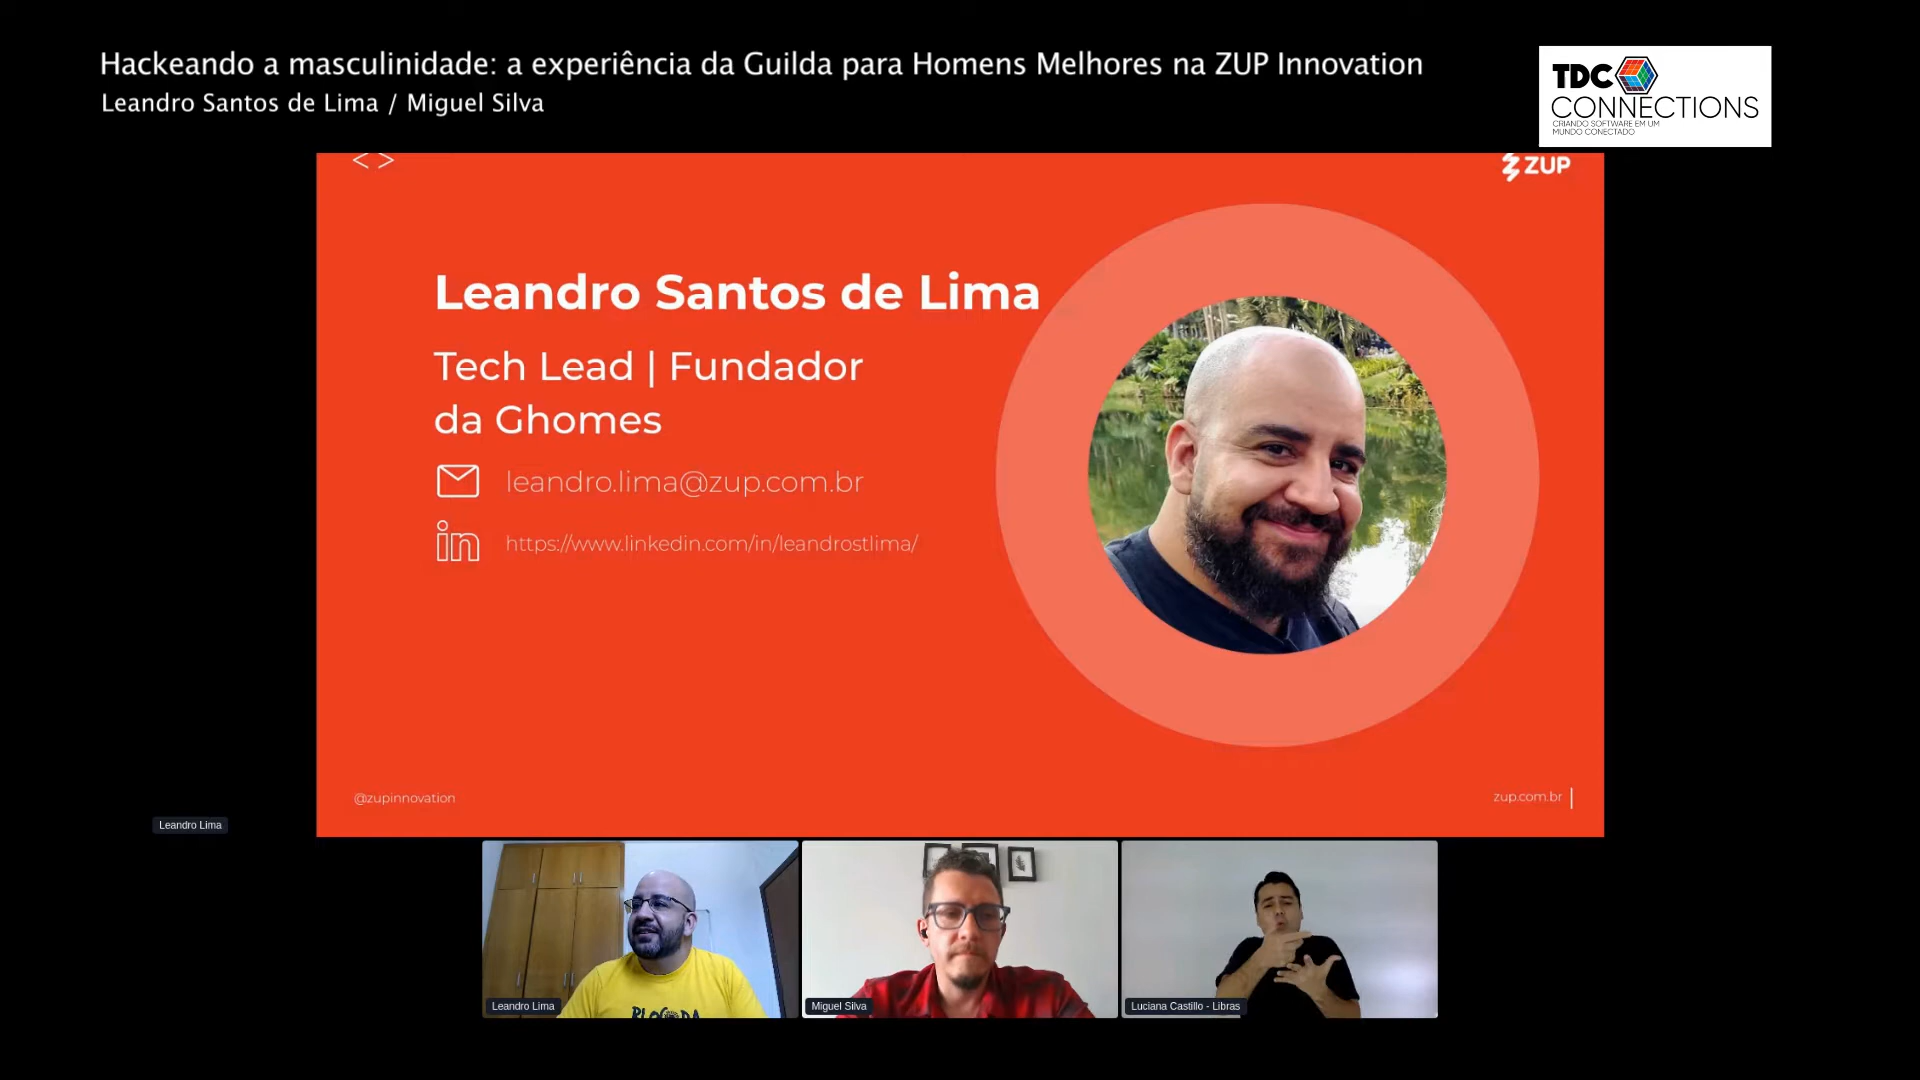 Hackeando a masculinidade: a experiência da Guilda para Homens Melhores na ZUP Innovation
Leandro Santos de Lima / Miguel Silva
TDC
CONNECTIONS
CRIANDO SOFTWARE EM UM
MUNDO CONECTADO
< >
ZUP
Leandro Santos de Lima
Tech Lead | Fundador
da Ghomes
leandro.lima@zup.com.br
in
https://www.linkedin.com/in/leandrostlima/
@zupinnovation
zup.com.br
Leandro Lima
Leandro Lima
Miguel Silva
Luciana Castillo - Libras